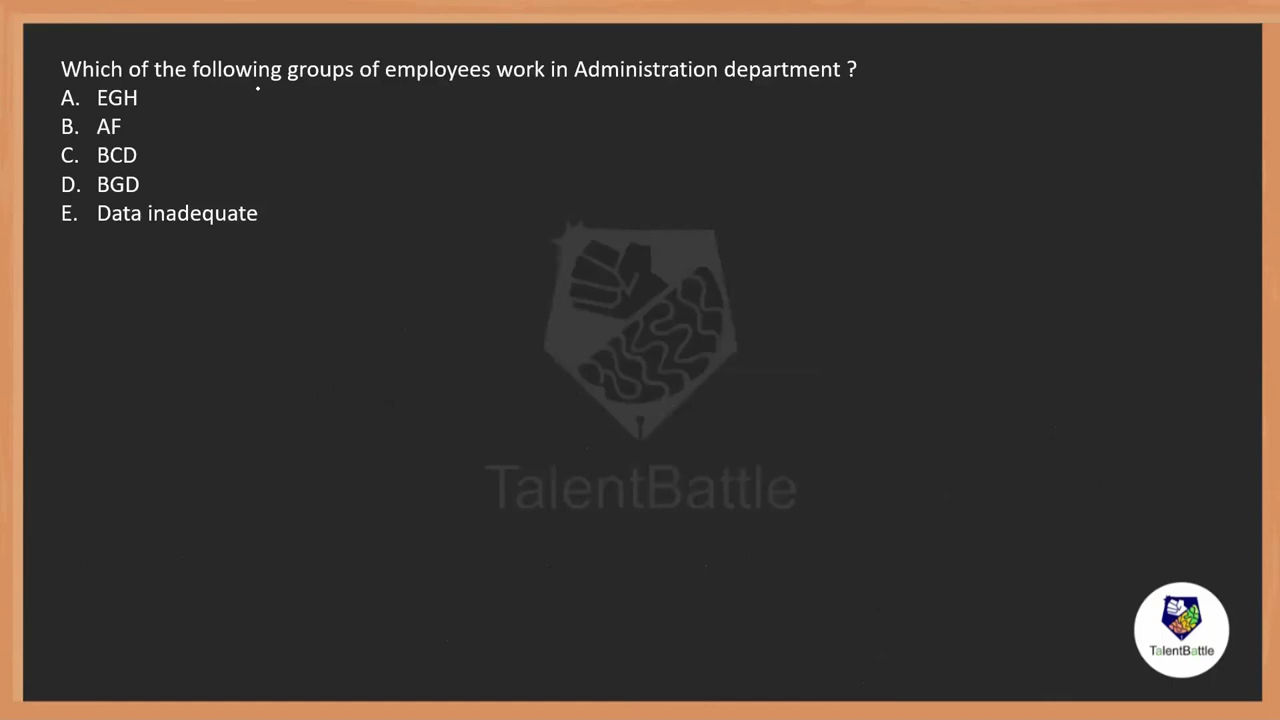 Which of the following groups of employees work in Administration department ?
A. EGH
B. AF
C. BCD
D. BGD
E. Data inadequate
TalentBattle
TalentBattle